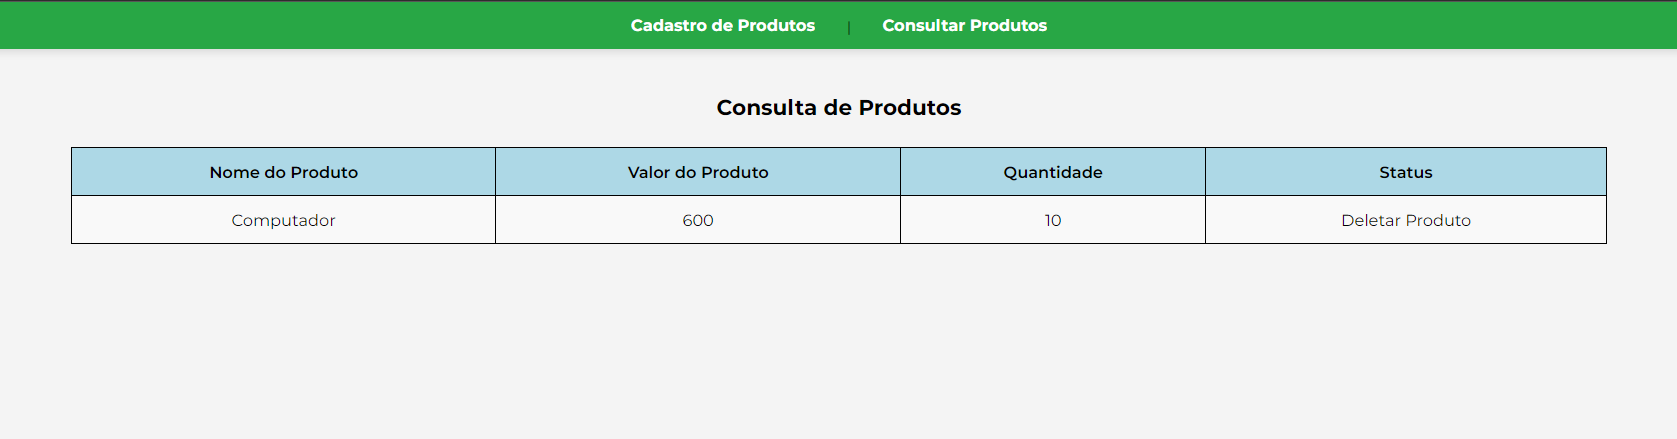 Cadastro de Produtos | Consultar Produtos
Consulta de Produtos
Nome do Produto Valor do Produto Quantidade Status
Computador 600 10 Deletar Produto